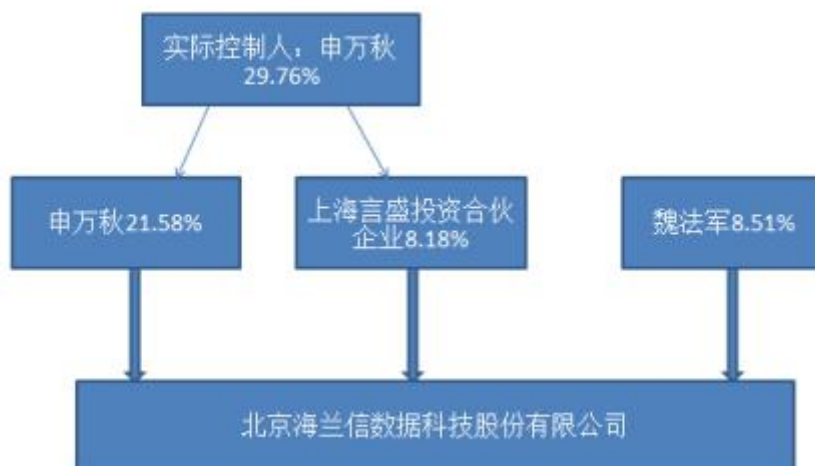 实际控制人：申万秋
29.76%
申万秋21.58%
上海言盛投资合伙
企业8.18%
魏法军8.51%
北京海兰信数据科技股份有限公司